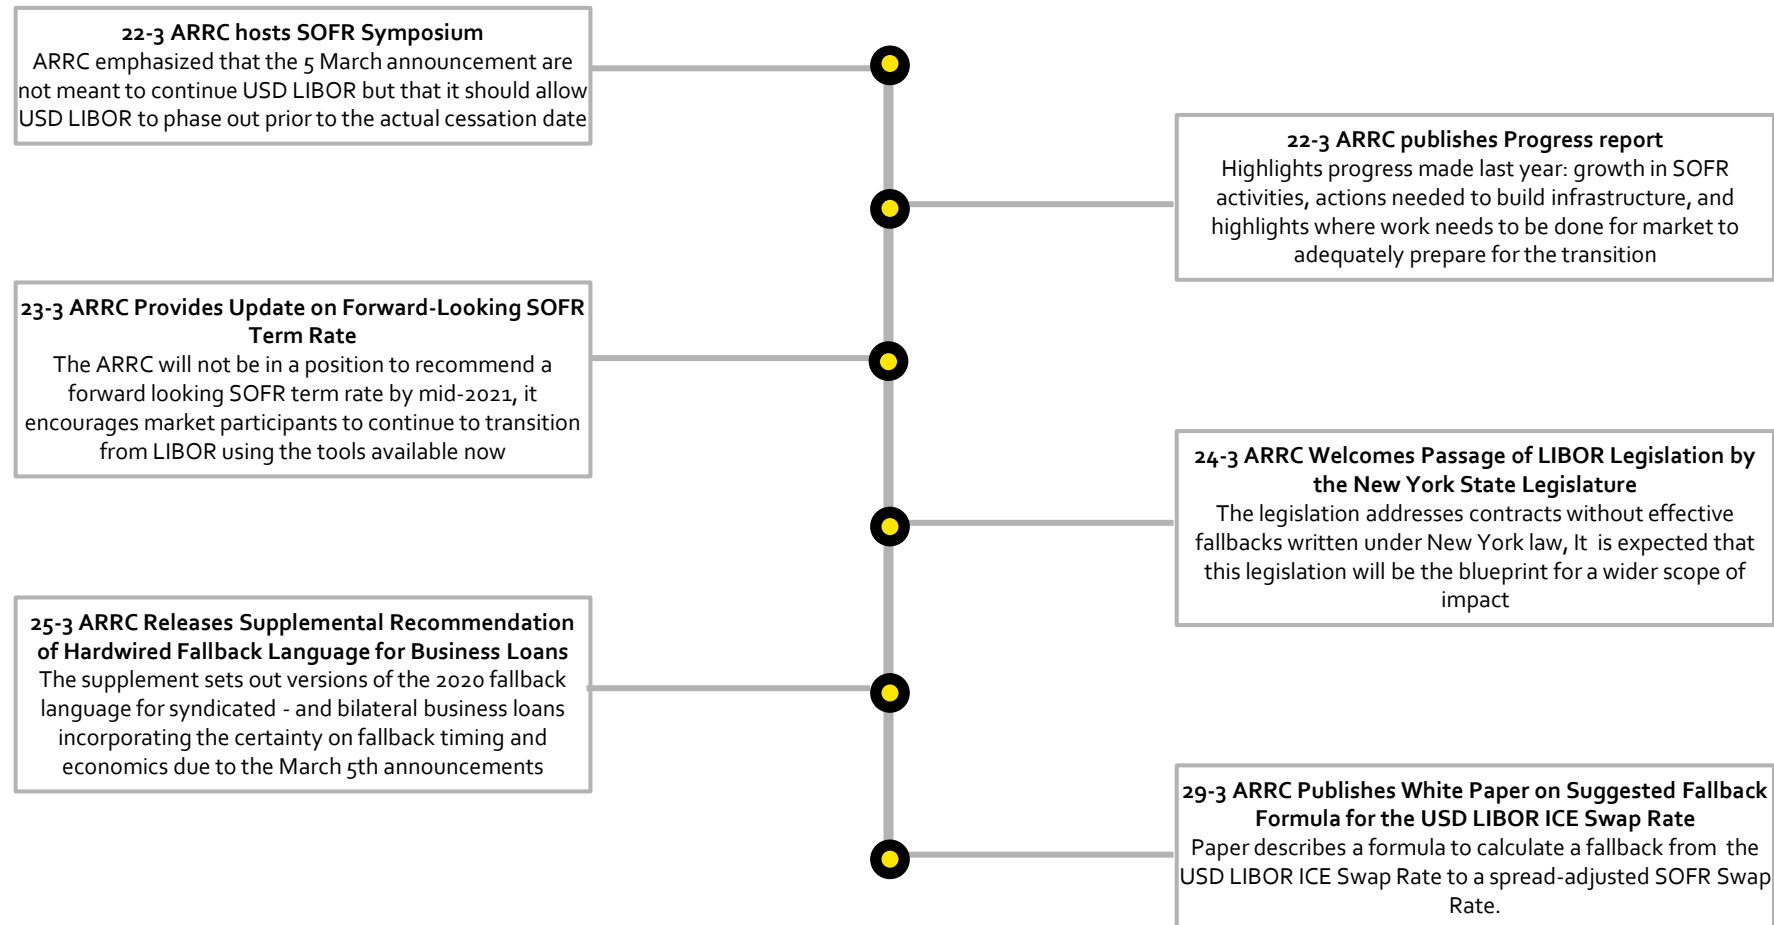 22-3 ARRC hosts SOFR Symposium
ARRC emphasized that the 5 March announcement are
not meant to continue USD LIBOR but that it should allow
USD LIBOR to phase out prior to the actual cessation date
22-3 ARRC publishes Progress report
Highlights progress made last year: growth in SOFR
activities, actions needed to build infrastructure, and
highlights where work needs to be done for market to
adequately prepare for the transition
23-3 ARRC Provides Update on Forward-Looking SOFR
Term Rate
The ARRC will not be in a position to recommend a
forward looking SOFR term rate by mid-2021, it
encourages market participants to continue to transition
from LIBOR using the tools available now
24-3 ARRC Welcomes Passage of LIBOR Legislation by
the New York State Legislature
The legislation addresses contracts without effective
fallbacks written under New York law, It is expected that
this legislation will be the blueprint for a wider scope of
impact
25-3 ARRC Releases Supplemental Recommendation
of Hardwired Fallback Language for Business Loans
The supplement sets out versions of the 2020 fallback
language for syndicated - and bilateral business loans
incorporating the certainty on fallback timing and
economics due to the March 5th announcements
29-3 ARRC Publishes White Paper on Suggested Fallback
Formula for the USD LIBOR ICE Swap Rate
Paper describes a formula to calculate a fallback from the
USD LIBOR ICE Swap Rate to a spread-adjusted SOFR Swap
Rate.